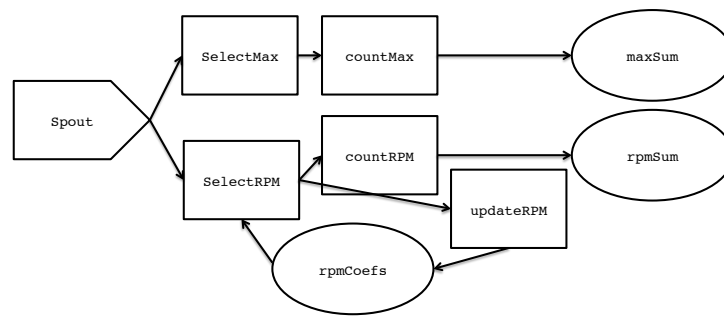 SelectMax
countMax
maxSum
Spout
countRPM
rpmSum
SelectRPM
updateRPM
rpmCoefs